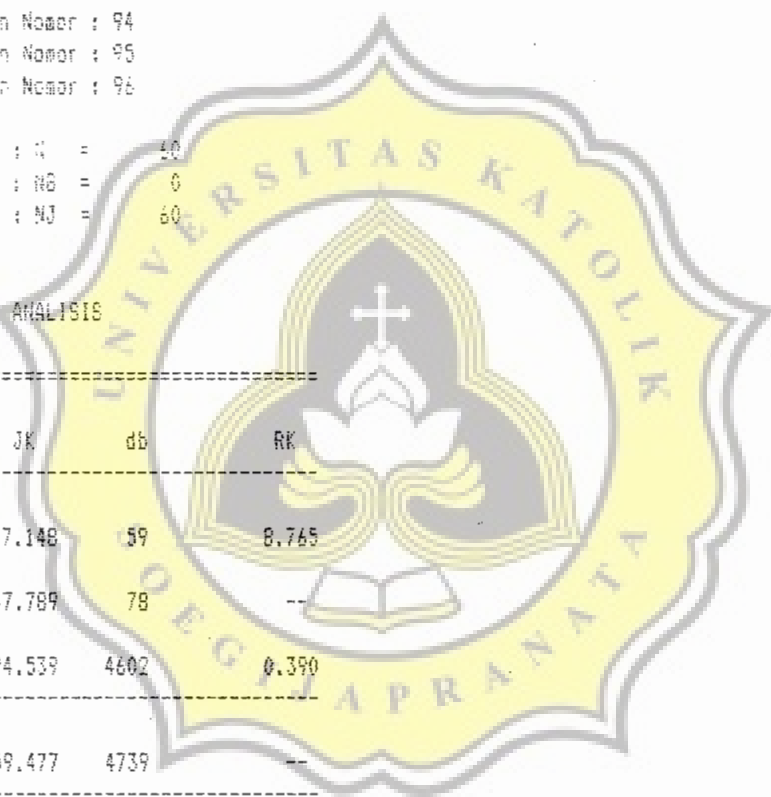 n Nomor : 94
n Nomor : 95
n Nomor : 96
: N = 60
: NG = 0
: NJ = 60
ANALISIS
JK db RK
7.148 59 8.765
7.789 78 --
4.539 4602 0.390
9.477 4739 --
UNIVERSITAS KATOLIK
SOEGIJAPRANATA